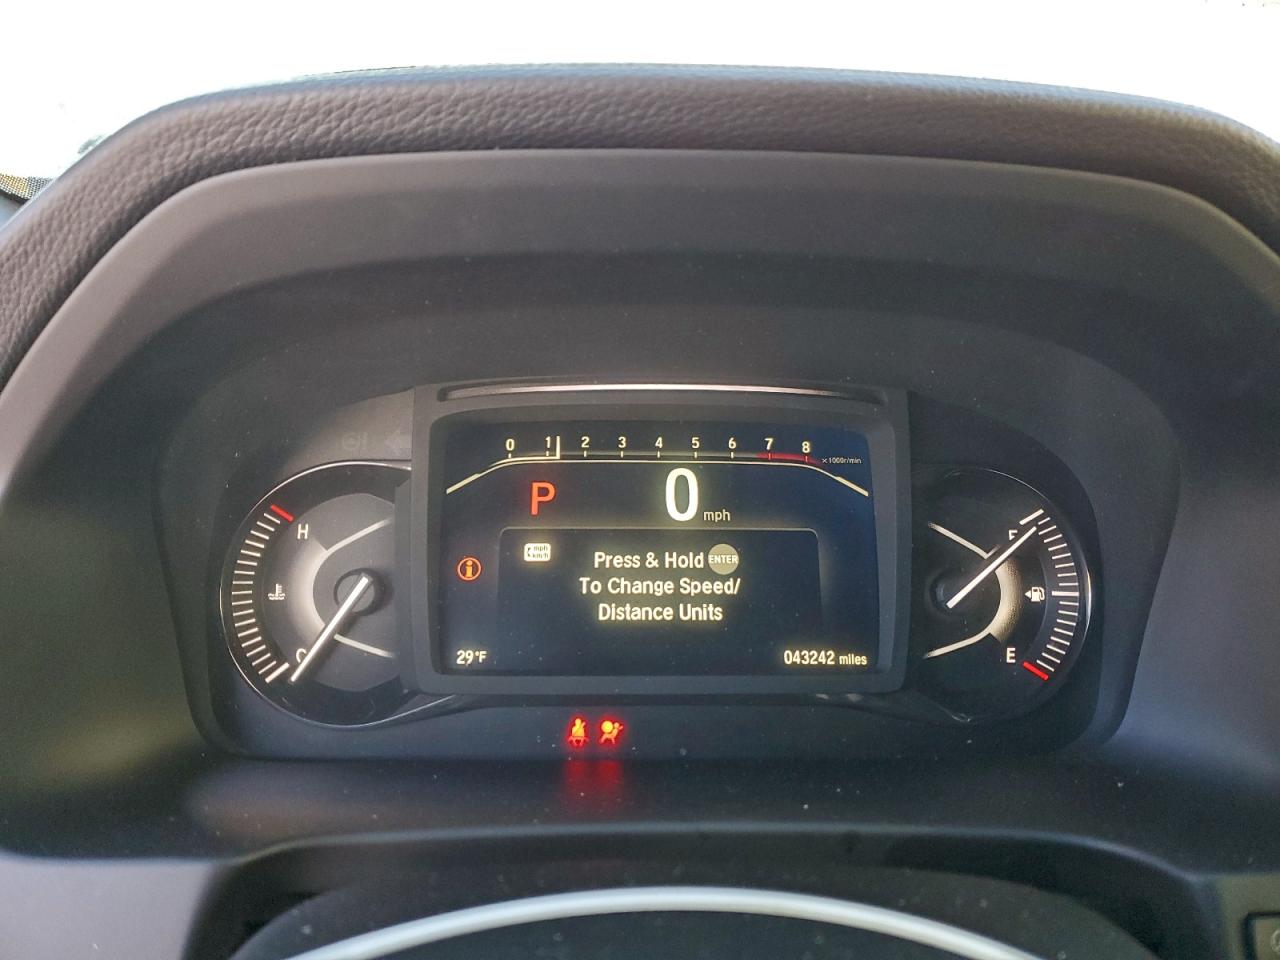 0 1 2 3 4 5 6 7 8
×1000r/min
P 0 mph
mph
km/h
Press & Hold ENTER
To Change Speed/
Distance Units
29°F
043242 miles
H
C
F
E